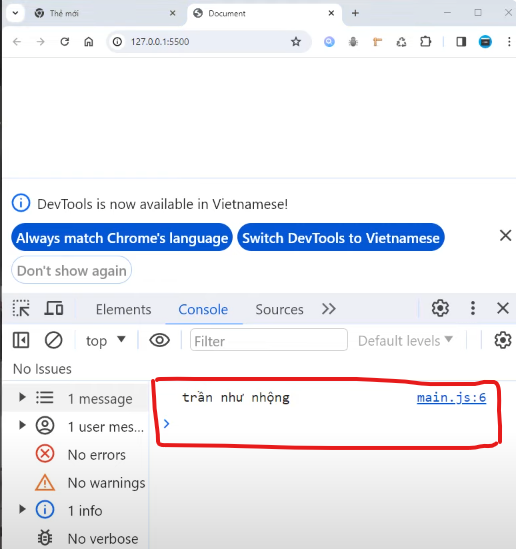 Thẻ mới
Document
127.0.0.1:5500
DevTools is now available in Vietnamese!
Always match Chrome's language
Switch DevTools to Vietnamese
Don't show again
Elements
Console
Sources
top
Filter
Default levels
No Issues
1 message
trần như nhộng
main.js:6
1 user mes...
No errors
No warnings
1 info
No verbose